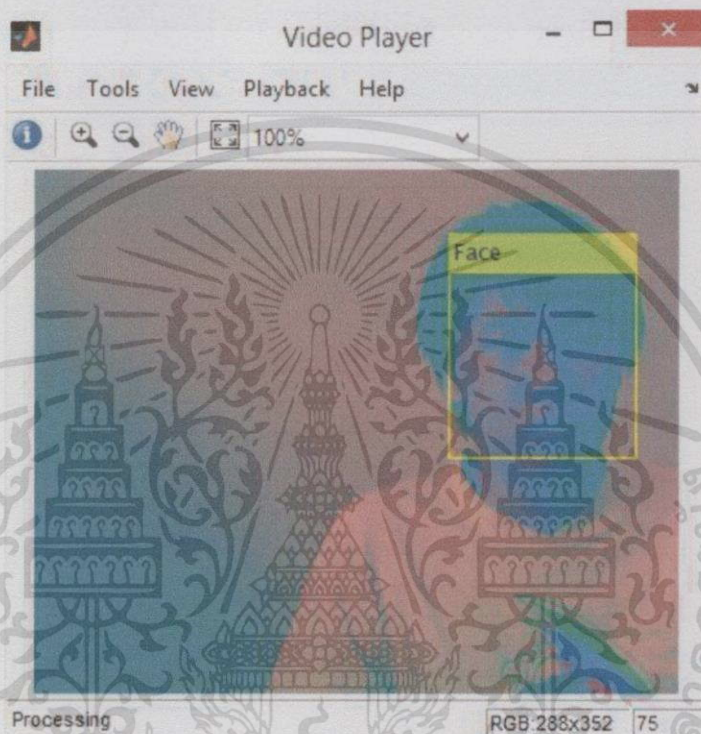 Video Player
File Tools View Playback Help
100%
Face
Processing RGB:288x352 75